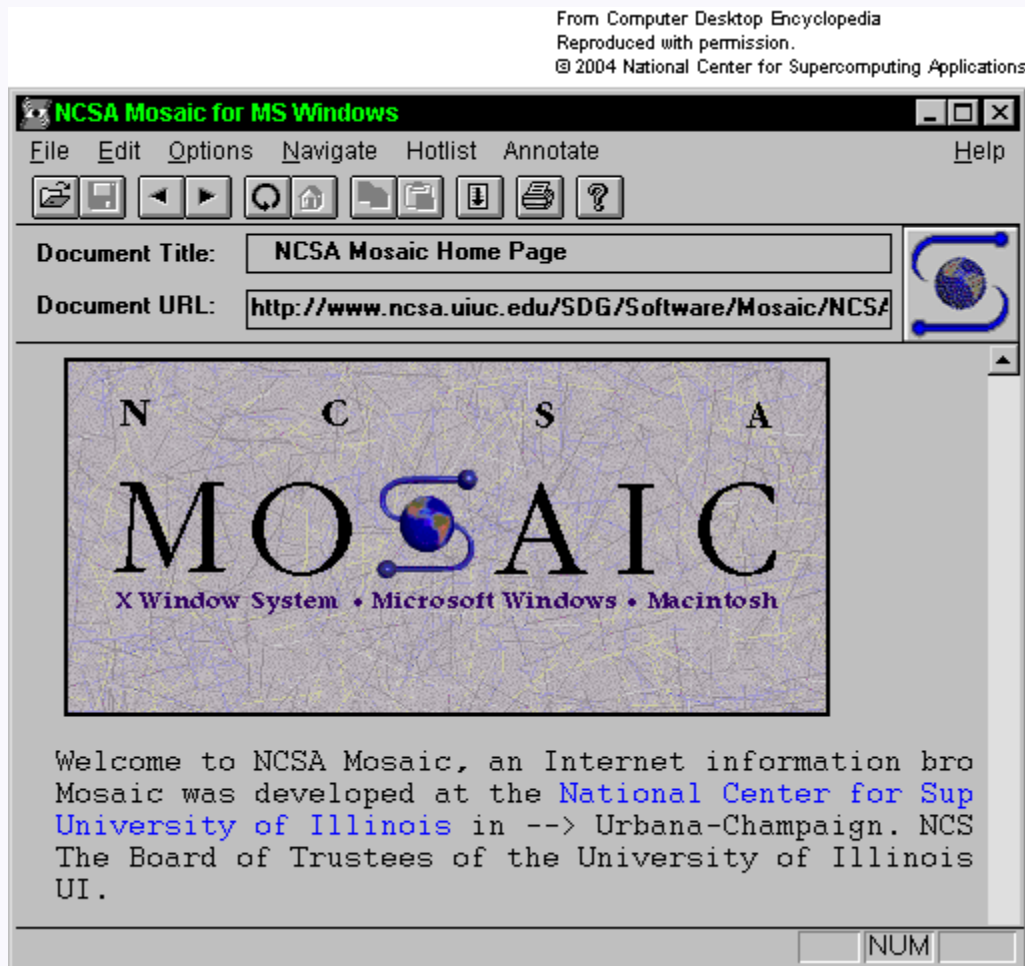 From Computer Desktop Encyclopedia
Reproduced with permission.
© 2004 National Center for Supercomputing Applications
NCSA Mosaic for MS Windows
File Edit Options Navigate Hotlist Annotate Help
Document Title: NCSA Mosaic Home Page
Document URL: http://www.ncsa.uiuc.edu/SDG/Software/Mosaic/NCSA
N C S A
MOSAIC
X Window System • Microsoft Windows • Macintosh
Welcome to NCSA Mosaic, an Internet information bro
Mosaic was developed at the National Center for Sup
University of Illinois in --> Urbana-Champaign. NCS
The Board of Trustees of the University of Illinois
UI.
NUM